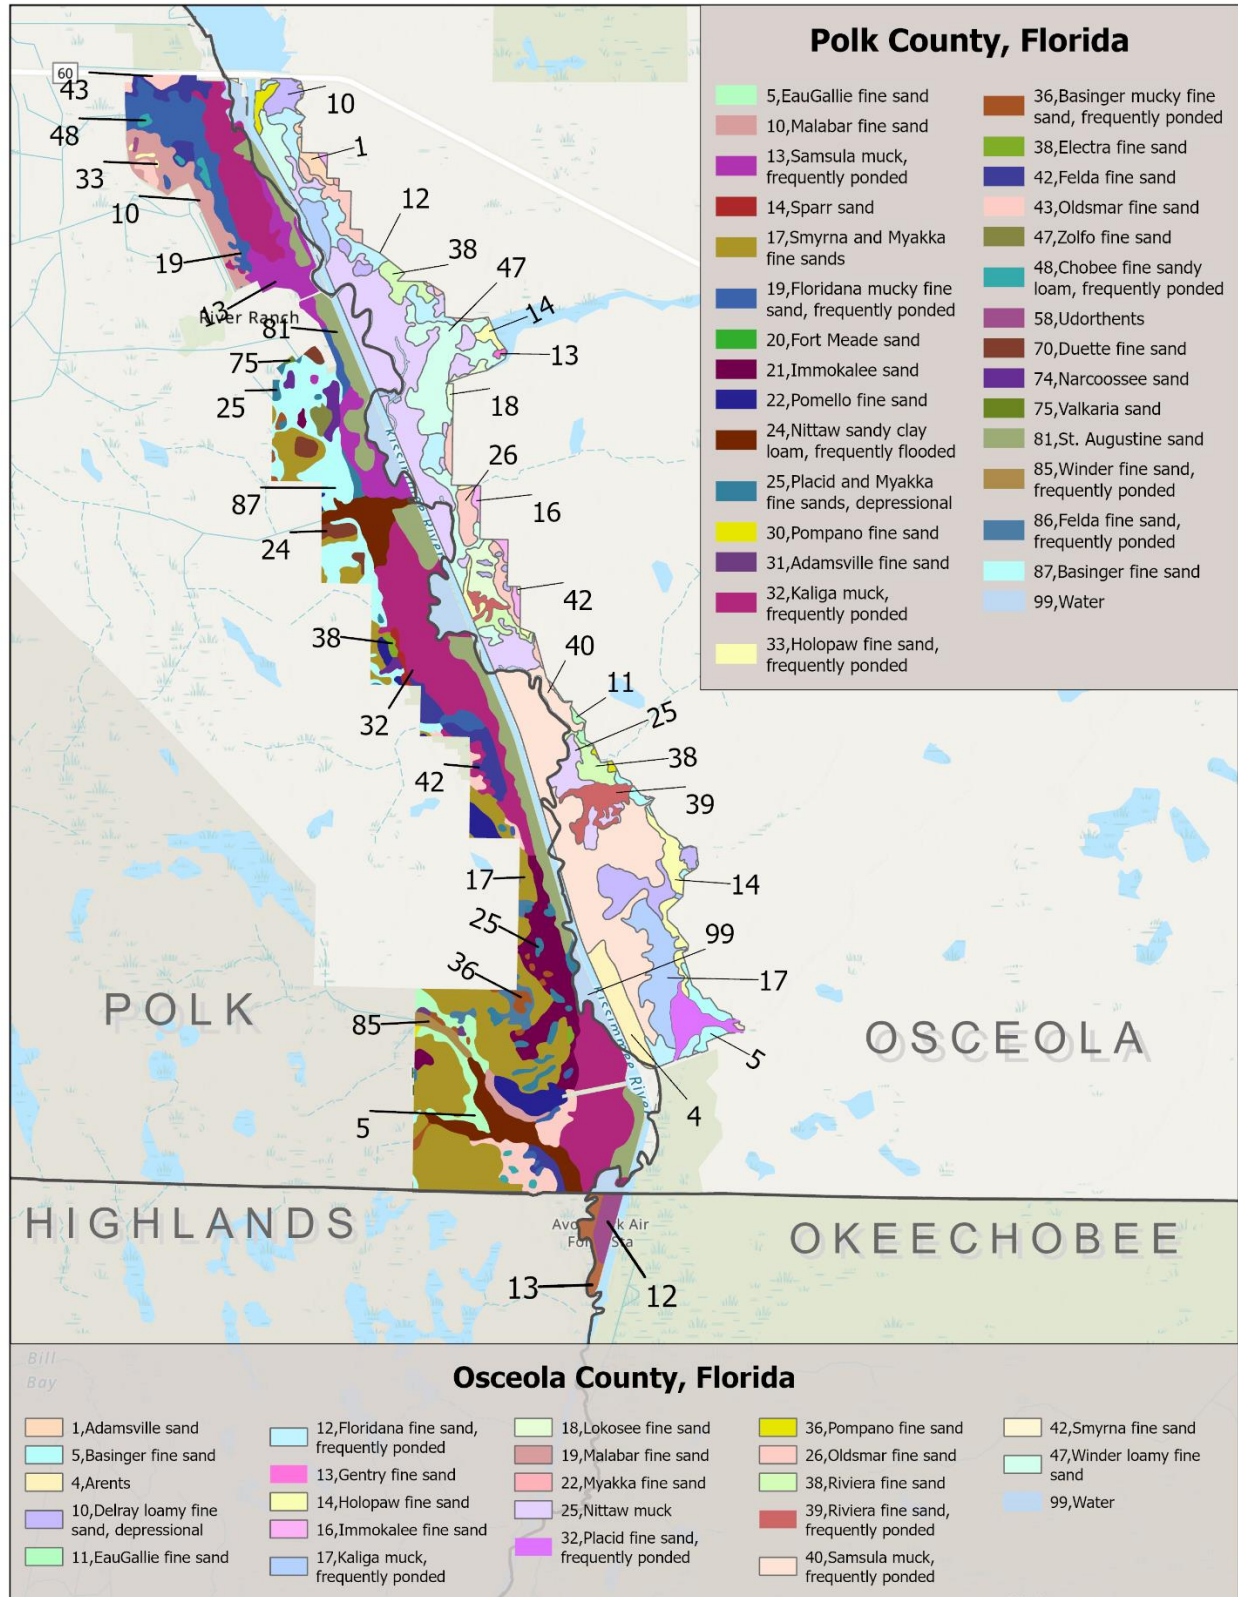 Polk County, Florida
5,EauGallie fine sand
10,Malabar fine sand
13,Samsula muck,
frequently ponded
14,Sparr sand
17,Smyrna and Myakka
fine sands
19,Floridana mucky fine
sand, frequently ponded
20,Fort Meade sand
21,Immokalee sand
22,Pomello fine sand
24,Nittaw sandy clay
loam, frequently flooded
25,Placid and Myakka
fine sands, depressional
30,Pompano fine sand
31,Adamsville fine sand
32,Kaliga muck,
frequently ponded
33,Holopaw fine sand,
frequently ponded
36,Basinger mucky fine
sand, frequently ponded
38,Electra fine sand
42,Felda fine sand
43,Oldsmar fine sand
47,Zolfo fine sand
48,Chobee fine sandy
loam, frequently ponded
58,Udorthents
70,Duette fine sand
74,Narcoossee sand
75,Valkaria sand
81,St. Augustine sand
85,Winder fine sand,
frequently ponded
86,Felda fine sand,
frequently ponded
87,Basinger fine sand
99,Water
60
43
10
48
1
33
10
12
38
19
47
13
14
River Ranch
81
13
75
25
18
Kissimmee River
26
87
16
24
42
38
40
11
32
25
38
42
39
17
14
25
99
36
17
POLK
85
OSCEOLA
Kissimmee River
5
4
5
HIGHLANDS
OKEECHOBEE
13
12
Bill
Bay
Osceola County, Florida
1,Adamsville sand
5,Basinger fine sand
4,Arents
10,Delray loamy fine
sand, depressional
11,EauGallie fine sand
12,Floridana fine sand,
frequently ponded
13,Gentry fine sand
14,Holopaw fine sand
16,Immokalee fine sand
17,Kaliga muck,
frequently ponded
18,Lokosee fine sand
19,Malabar fine sand
22,Myakka fine sand
25,Nittaw muck
32,Placid fine sand,
frequently ponded
36,Pompano fine sand
26,Oldsmar fine sand
38,Riviera fine sand
39,Riviera fine sand,
frequently ponded
40,Samsula muck,
frequently ponded
42,Smyrna fine sand
47,Winder loamy fine
sand
99,Water